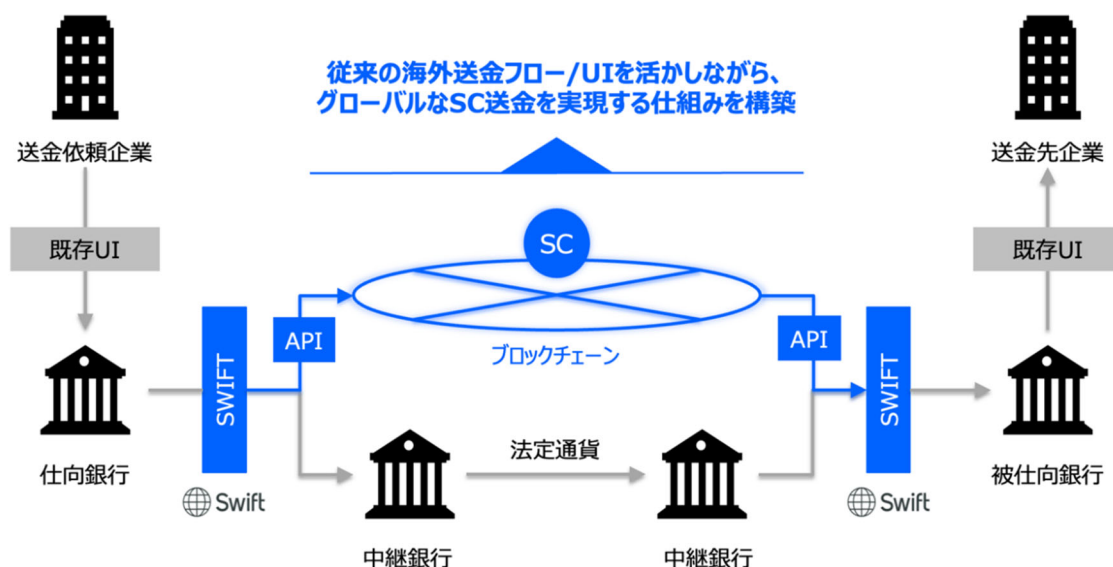 従来の海外送金フロー/UIを活かしながら、
グローバルなSC送金を実現する仕組みを構築
送金依頼企業
送金先企業
既存UI
既存UI
SC
API
API
ブロックチェーン
SWIFT
SWIFT
仕向銀行
被仕向銀行
法定通貨
Swift
Swift
中継銀行
中継銀行